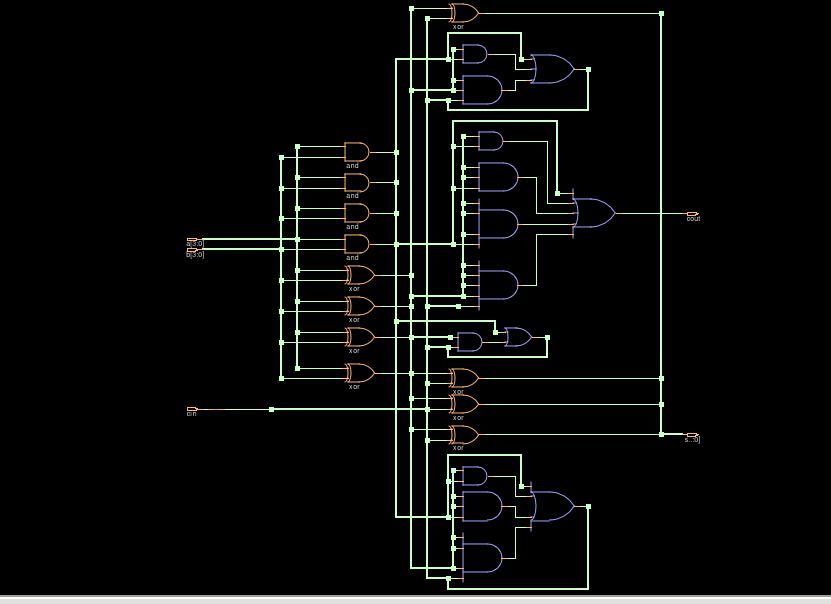 xor
and
and
and
a[3:0]
and
b[3:0]
cout
xor
xor
xor
xor
xor
cin
xor
xor
s...:0]